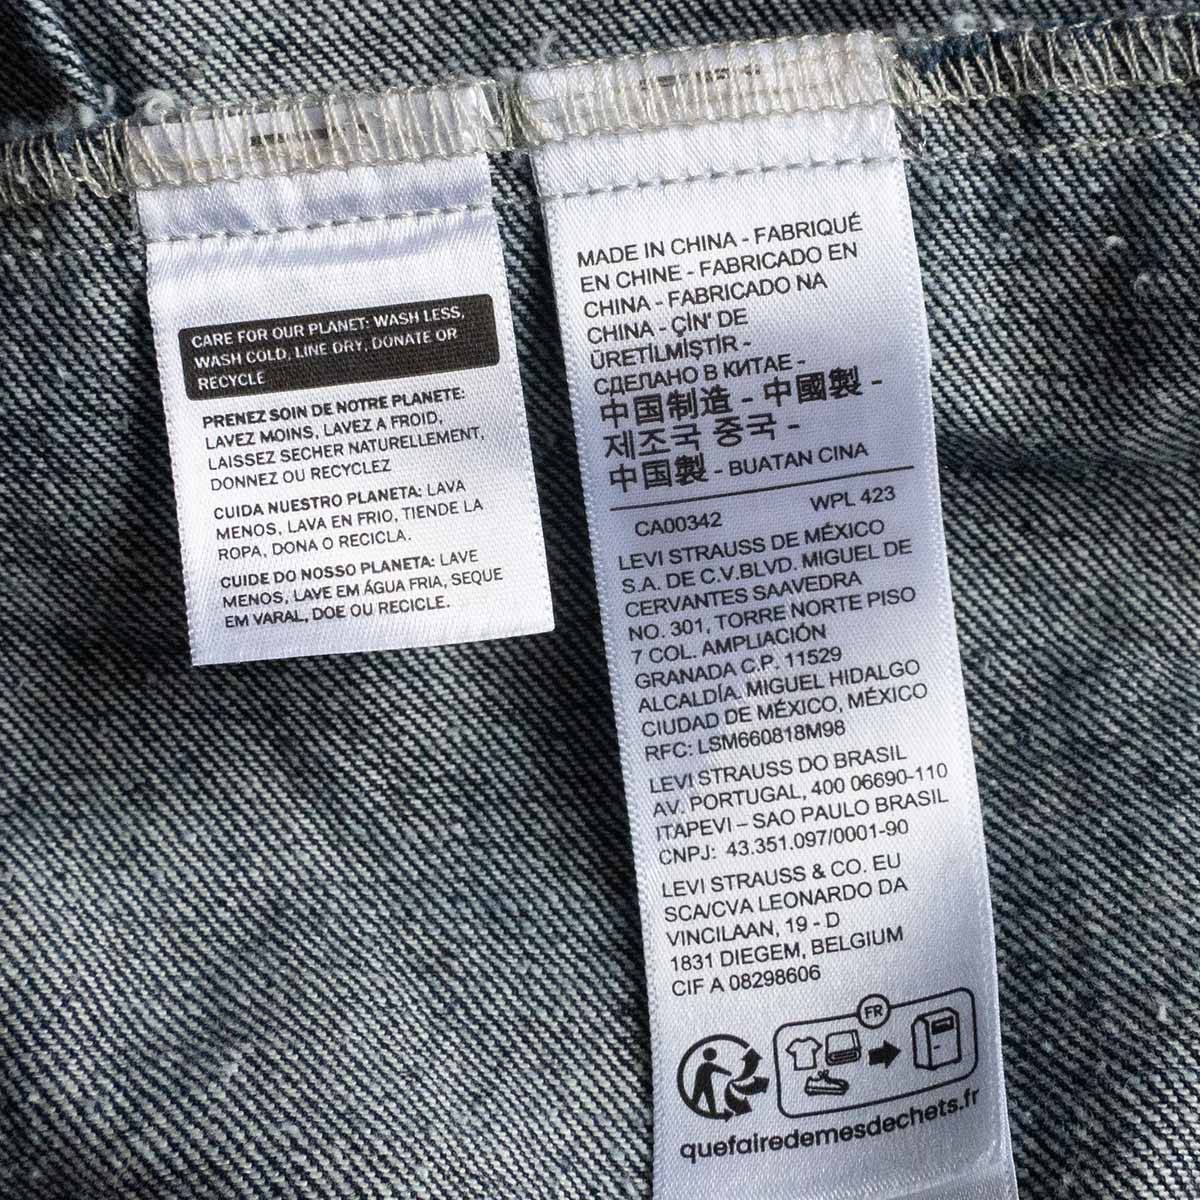 CARE FOR OUR PLANET: WASH LESS,
WASH COLD, LINE DRY, DONATE OR
RECYCLE
PRENEZ SOIN DE NOTRE PLANETE:
LAVEZ MOINS, LAVEZ A FROID,
LAISSEZ SECHER NATURELLEMENT,
DONNEZ OU RECYCLEZ
CUIDA NUESTRO PLANETA: LAVA
MENOS, LAVA EN FRIO, TIENDE LA
ROPA, DONA O RECICLA.
CUIDE DO NOSSO PLANETA: LAVE
MENOS, LAVE EM ÁGUA FRIA, SEQUE
EM VARAL, DOE OU RECICLE.
MADE IN CHINA - FABRIQUÉ
EN CHINE - FABRICADO EN
CHINA - FABRICADO NA
CHINA - ÇİN' DE
ÜRETİLMİŞTİR -
СДЕЛАНО В КИТАЕ -
中国制造 - 中國製 -
제조국 중국 -
中国製 - BUATAN CINA
CA00342 WPL 423
LEVI STRAUSS DE MÉXICO
S.A. DE C.V.BLVD. MIGUEL DE
CERVANTES SAAVEDRA
NO. 301, TORRE NORTE PISO
7 COL. AMPLIACIÓN
GRANADA C.P. 11529
ALCALDÍA. MIGUEL HIDALGO
CIUDAD DE MÉXICO, MÉXICO
RFC: LSM660818M98
LEVI STRAUSS DO BRASIL
AV. PORTUGAL, 400 06690-110
ITAPEVI – SAO PAULO BRASIL
CNPJ: 43.351.097/0001-90
LEVI STRAUSS & CO. EU
SCA/CVA LEONARDO DA
VINCILAAN, 19 - D
1831 DIEGEM, BELGIUM
CIF A 08298606
FR
quefairedemesdechets.fr